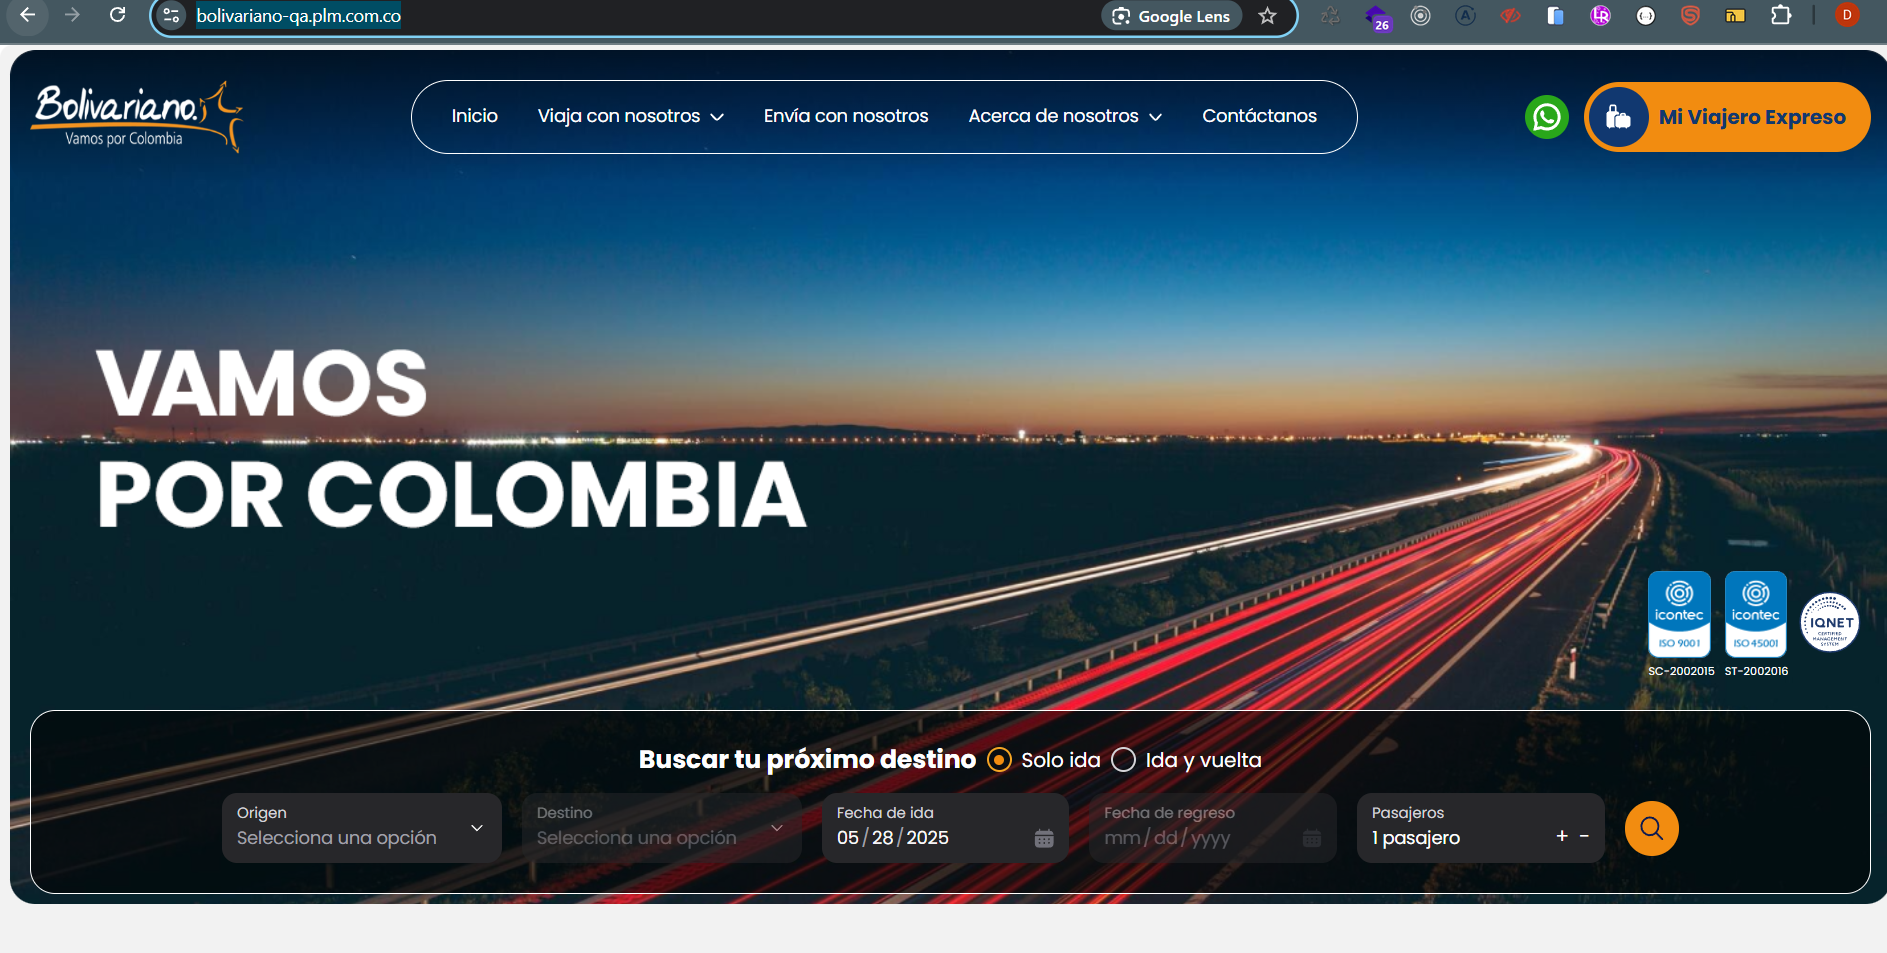 bolivariano-qa.plm.com.co
Google Lens
26
D
Bolivariano.
Vamos por Colombia
Inicio
Viaja con nosotros
Envía con nosotros
Acerca de nosotros
Contáctanos
Mi Viajero Expreso
VAMOS
POR COLOMBIA
icontec
ISO 9001
SC-2002015
icontec
ISO 45001
ST-2002016
IQNET
CERTIFIED
MANAGEMENT
SYSTEM
Buscar tu próximo destino
Solo ida
Ida y vuelta
Origen
Selecciona una opción
Destino
Selecciona una opción
Fecha de ida
05/28/2025
Fecha de regreso
mm/dd/yyyy
Pasajeros
1 pasajero
+ -